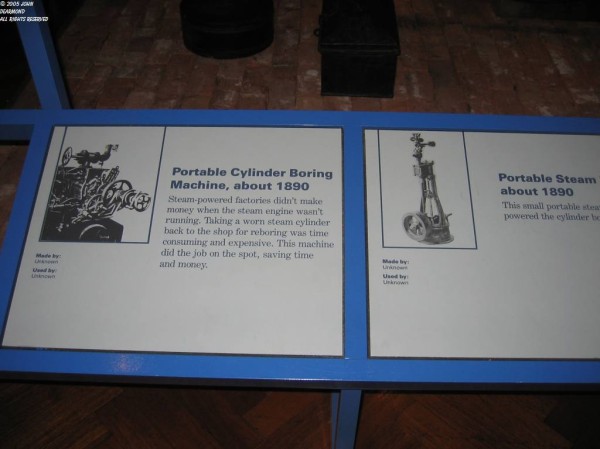 © 2005 JOHN
DEARMOND
ALL RIGHTS RESERVED
Portable Cylinder Boring
Machine, about 1890
Steam-powered factories didn't make
money when the steam engine wasn't
running. Taking a worn steam cylinder
back to the shop for reboring was time
consuming and expensive. This machine
did the job on the spot, saving time
and money.
Made by:
Unknown
Used by:
Unknown
Portable Steam
about 1890
This small portable
powered the cylinder
Made by:
Unknown
Used by:
Unknown